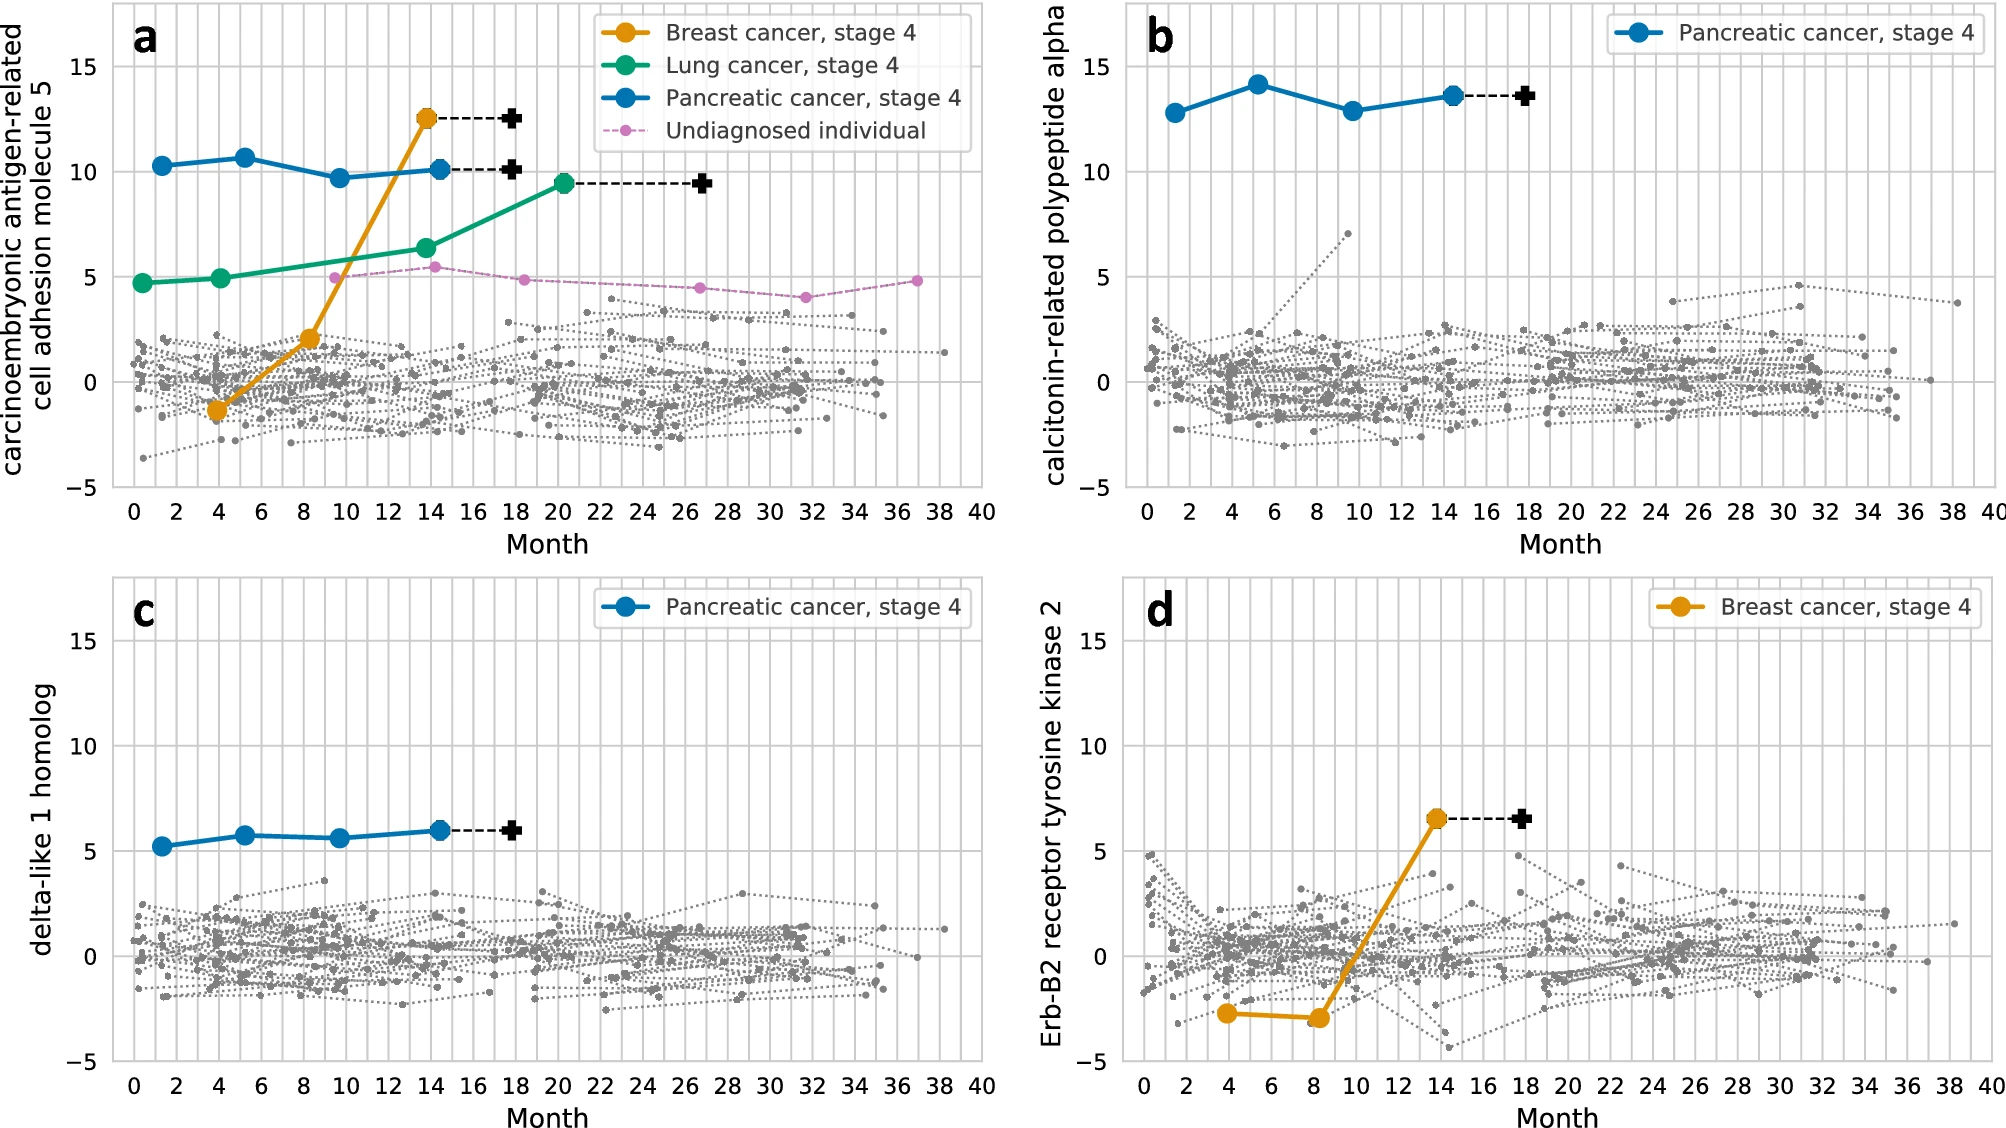 a
carcinoembryonic antigen-related
cell adhesion molecule 5
Breast cancer, stage 4
Lung cancer, stage 4
Pancreatic cancer, stage 4
Undiagnosed individual
15
10
5
0
−5
0 2 4 6 8 10 12 14 16 18 20 22 24 26 28 30 32 34 36 38 40
Month
b
calcitonin-related polypeptide alpha
Pancreatic cancer, stage 4
15
10
5
0
−5
0 2 4 6 8 10 12 14 16 18 20 22 24 26 28 30 32 34 36 38 40
Month
c
delta-like 1 homolog
Pancreatic cancer, stage 4
15
10
5
0
−5
0 2 4 6 8 10 12 14 16 18 20 22 24 26 28 30 32 34 36 38 40
Month
d
Erb-B2 receptor tyrosine kinase 2
Breast cancer, stage 4
15
10
5
0
−5
0 2 4 6 8 10 12 14 16 18 20 22 24 26 28 30 32 34 36 38 40
Month